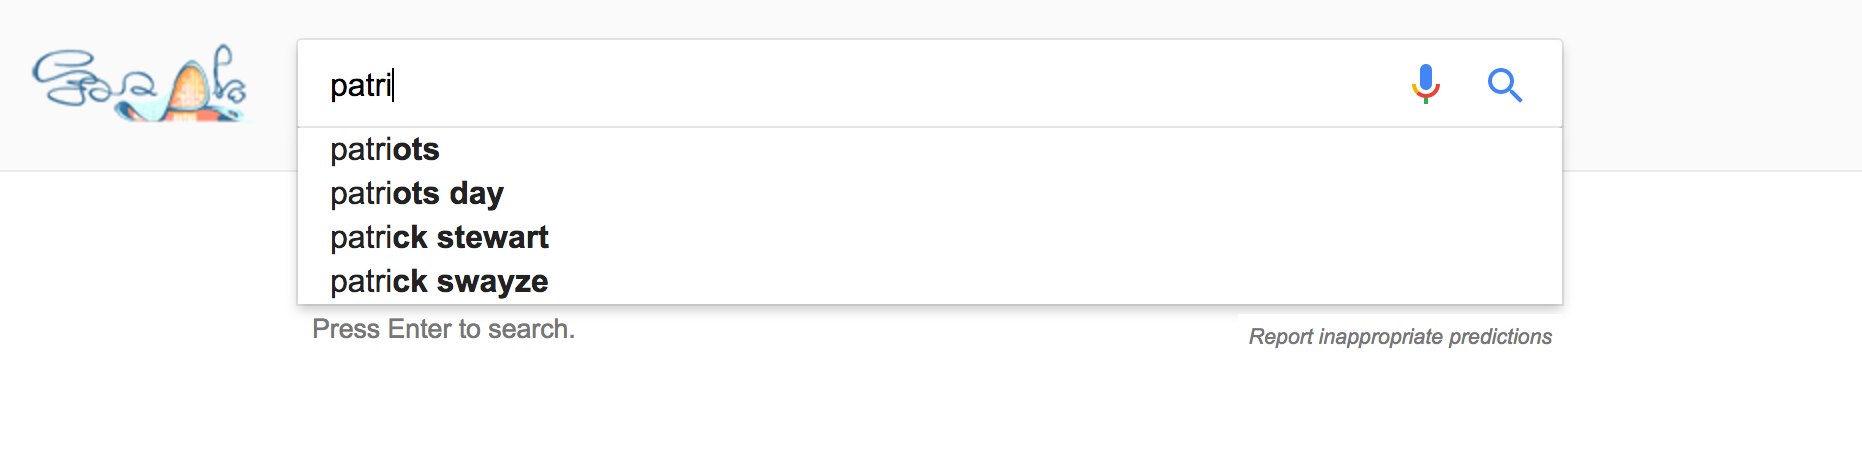 patri
patriots
patriots day
patrick stewart
patrick swayze
Press Enter to search.
Report inappropriate predictions